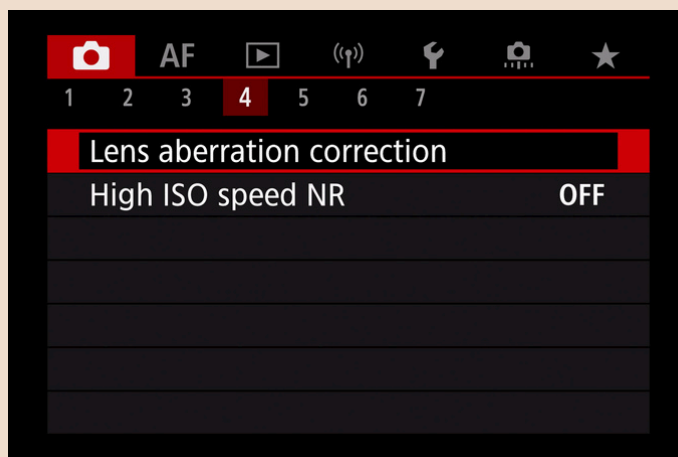 AF
1 2 3 4 5 6 7
Lens aberration correction
High ISO speed NR OFF